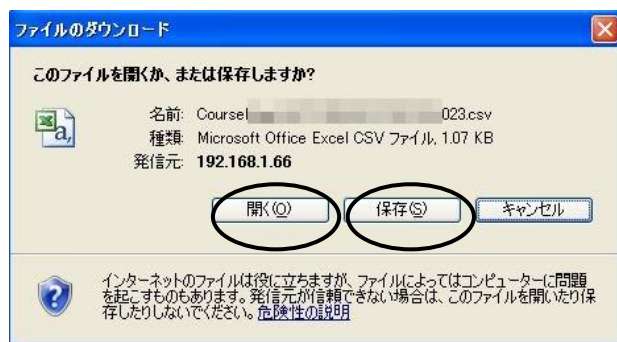 ファイルのダウンロード
このファイルを開くか、または保存しますか?
名前: Coursel 023.csv
種類: Microsoft Office Excel CSV ファイル, 1.07 KB
発信元: 192.168.1.66
開く(O) 保存(S) キャンセル
インターネットのファイルは役に立ちますが、ファイルによってはコンピューターに問題
を起こすものもあります。発信元が信頼できない場合は、このファイルを開いたり保
存したりしないでください。危険性の説明